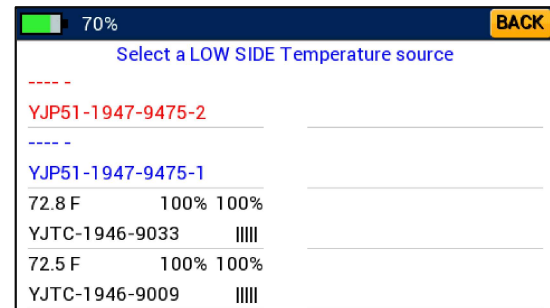 70%
BACK
Select a LOW SIDE Temperature source
---- -
YJP51-1947-9475-2
---- -
YJP51-1947-9475-1
72.8 F 100% 100%
YJTC-1946-9033 |||||
72.5 F 100% 100%
YJTC-1946-9009 |||||